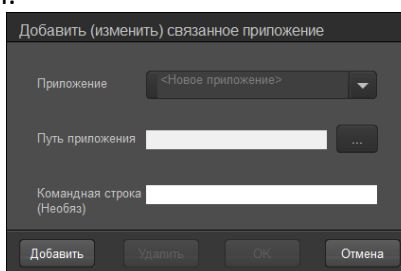 Добавить (изменить) связанное приложение
Приложение
<Новое приложение>
Путь приложения
...
Командная строка
(Необяз)
Добавить Удалить OK Отмена